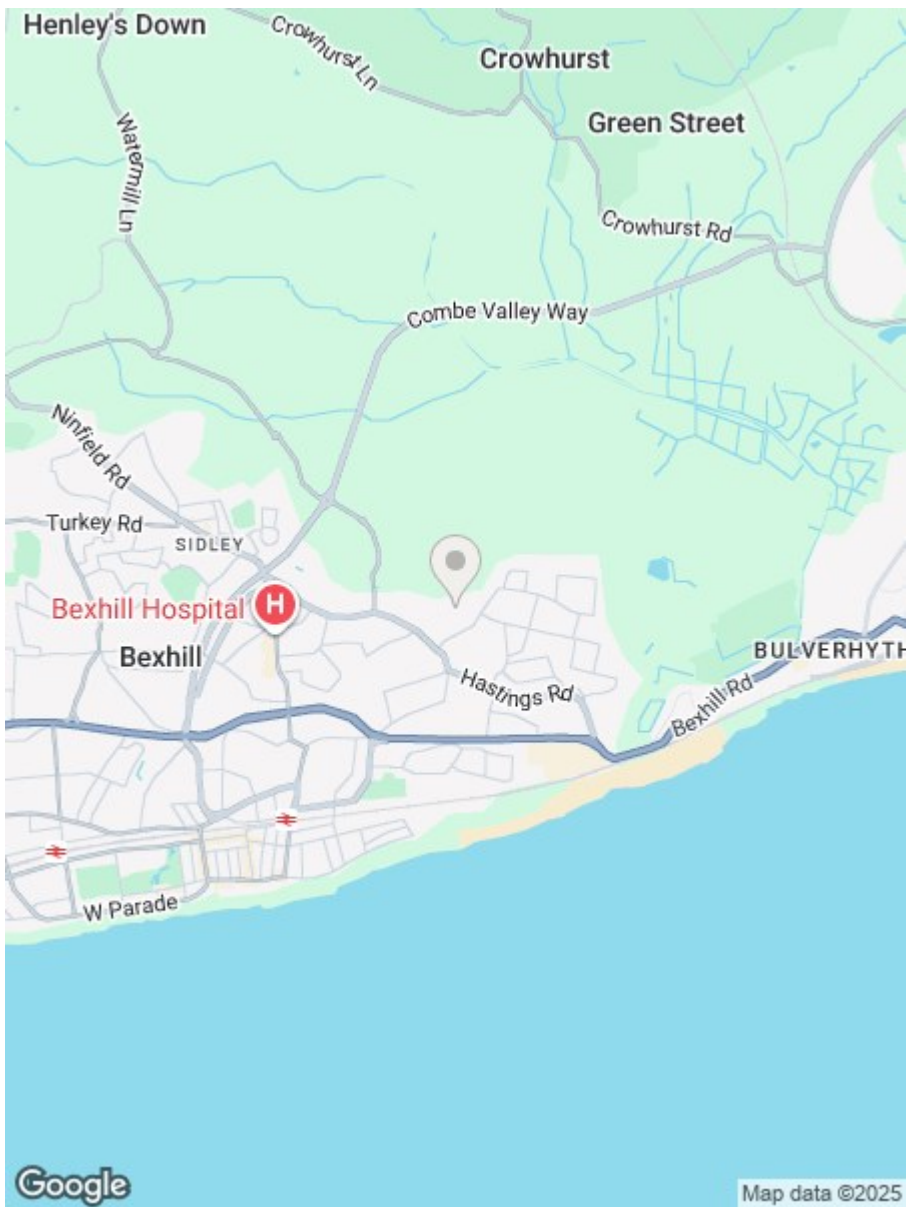 Henley's Down
Crowhurst Ln
Crowhurst
Green Street
Watermill Ln
Crowhurst Rd
Combe Valley Way
Ninfield Rd
Turkey Rd
SIDLEY
Bexhill Hospital
H
Bexhill
BULVERHYTH
Hastings Rd
Bexhill Rd
W Parade
Google
Map data ©2025